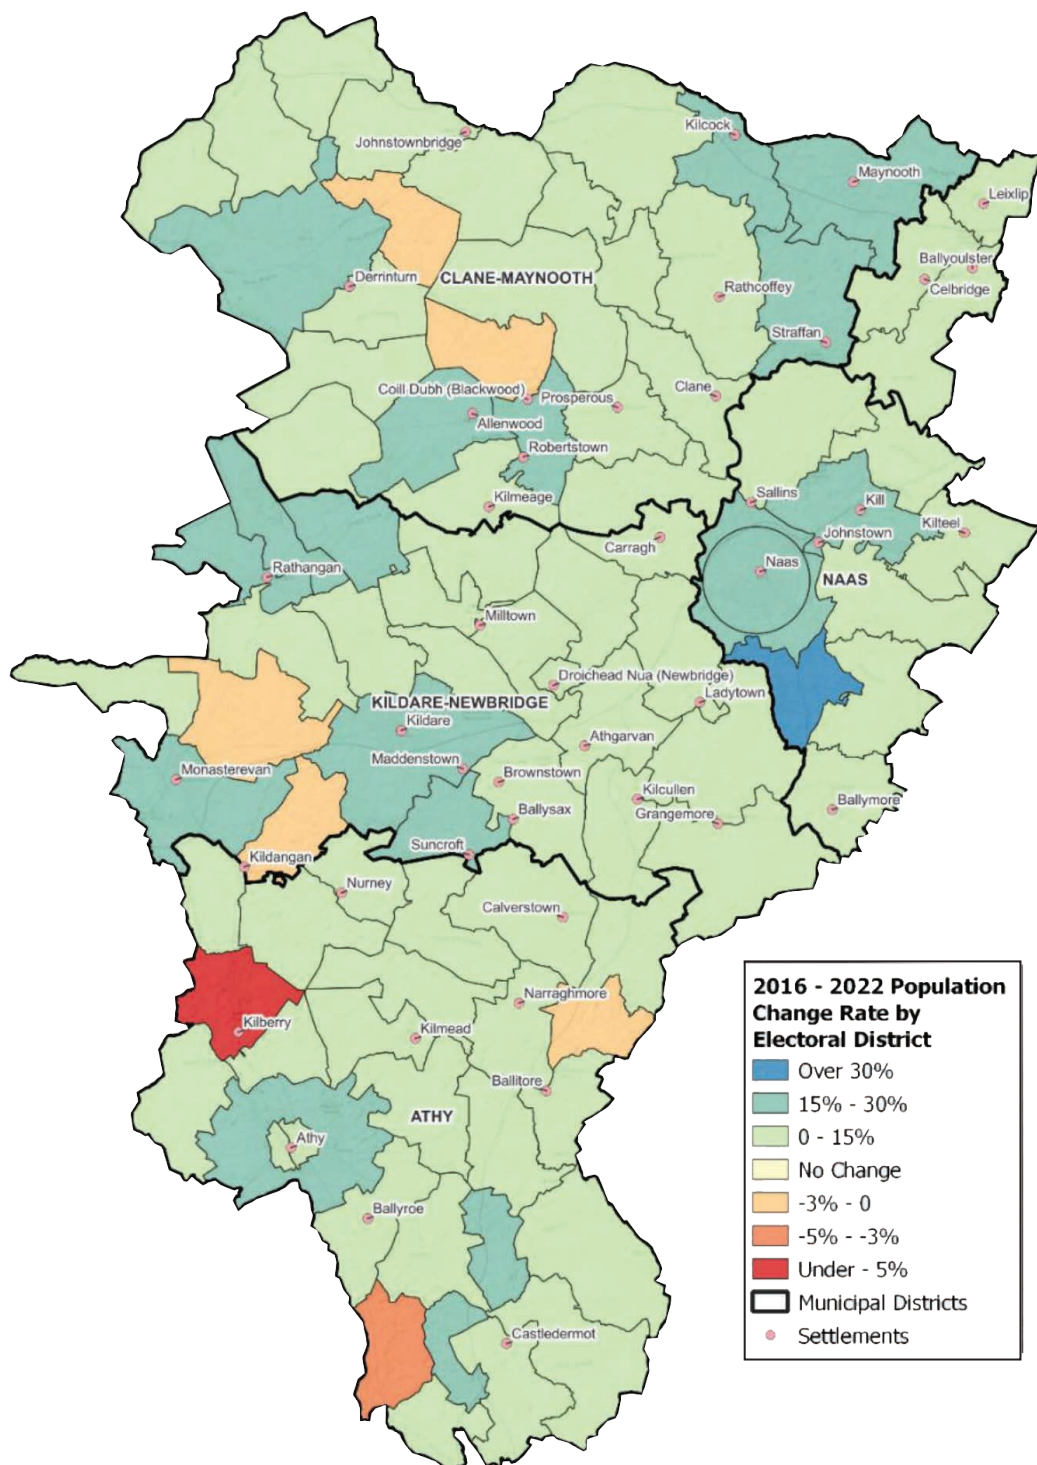 Johnstownbridge
Kilcock
Maynooth
Leixlip
Ballyoulster
Celbridge
Derrinturn
CLANE-MAYNOOTH
Rathcoffey
Straffan
Coill Dubh (Blackwood)
Prosperous
Clane
Allenwood
Robertstown
Kilmeage
Sallins
Kill
Kilteel
Johnstown
Carragh
Naas
NAAS
Rathangan
Milltown
Droichead Nua (Newbridge)
Ladytown
KILDARE-NEWBRIDGE
Kildare
Athgarvan
Maddenstown
Monasterevan
Brownstown
Kilcullen
Ballymore
Ballysax
Grangemore
Suncroft
Kildangan
Nurney
Calverstown
Narraghmore
Kilberry
Kilmead
Ballitore
ATHY
Athy
Ballyroe
Castledermot
2016 - 2022 Population
Change Rate by
Electoral District
Over 30%
15% - 30%
0 - 15%
No Change
-3% - 0
-5% - -3%
Under - 5%
Municipal Districts
Settlements